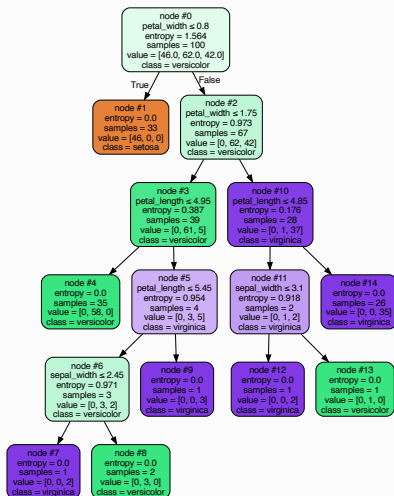 node #0
petal_width ≤ 0.8
entropy = 1.564
samples = 100
value = [46.0, 62.0, 42.0]
class = versicolor
True
False
node #1
entropy = 0.0
samples = 33
value = [46, 0, 0]
class = setosa
node #2
petal_width ≤ 1.75
entropy = 0.973
samples = 67
value = [0, 62, 42]
class = versicolor
node #3
petal_length ≤ 4.95
entropy = 0.387
samples = 39
value = [0, 61, 5]
class = versicolor
node #10
petal_length ≤ 4.85
entropy = 0.176
samples = 28
value = [0, 1, 37]
class = virginica
node #4
entropy = 0.0
samples = 35
value = [0, 58, 0]
class = versicolor
node #5
petal_length ≤ 5.45
entropy = 0.954
samples = 4
value = [0, 3, 5]
class = virginica
node #11
sepal_width ≤ 3.1
entropy = 0.918
samples = 2
value = [0, 1, 2]
class = virginica
node #14
entropy = 0.0
samples = 26
value = [0, 0, 35]
class = virginica
node #6
sepal_width ≤ 2.45
entropy = 0.971
samples = 3
value = [0, 3, 2]
class = versicolor
node #9
entropy = 0.0
samples = 1
value = [0, 0, 3]
class = virginica
node #12
entropy = 0.0
samples = 1
value = [0, 0, 2]
class = virginica
node #13
entropy = 0.0
samples = 1
value = [0, 1, 0]
class = versicolor
node #7
entropy = 0.0
samples = 1
value = [0, 0, 2]
class = virginica
node #8
entropy = 0.0
samples = 2
value = [0, 3, 0]
class = versicolor